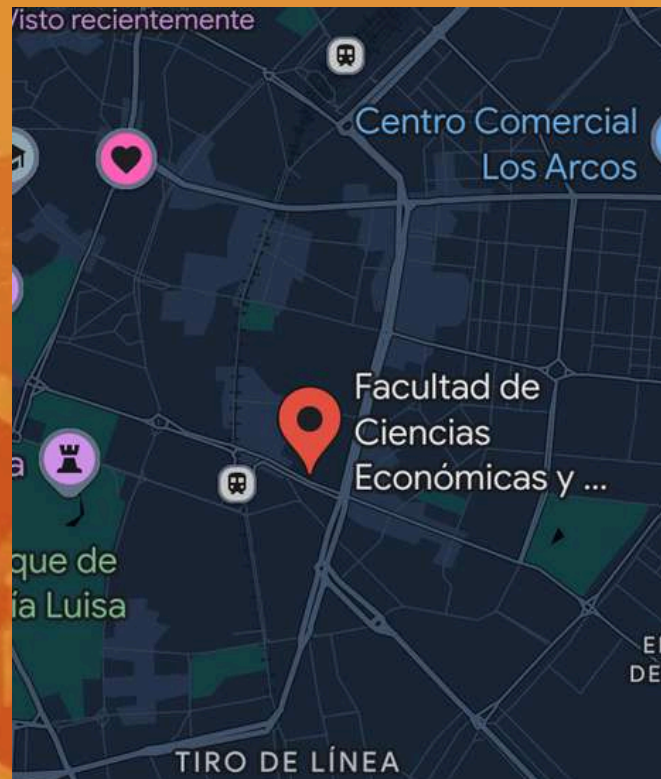 Visto recientemente
Centro Comercial
Los Arcos
Facultad de
Ciencias
Económicas y ...
a
que de
ía Luisa
TIRO DE LÍNEA